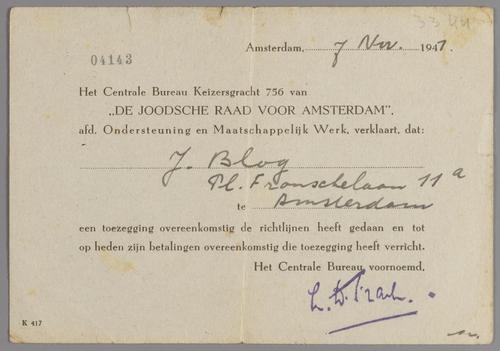 33 44
Amsterdam, 7 Nov. 1941.
04143
Het Centrale Bureau Keizersgracht 756 van
„DE JOODSCHE RAAD VOOR AMSTERDAM”,
afd. Ondersteuning en Maatschappelijk Werk, verklaart, dat:
J. Blog
Pl. Franschelaan 11a
te Amsterdam
een toezegging overeenkomstig de richtlijnen heeft gedaan en tot
op heden zijn betalingen overeenkomstig die toezegging heeft verricht.
Het Centrale Bureau voornoemd,
K 417